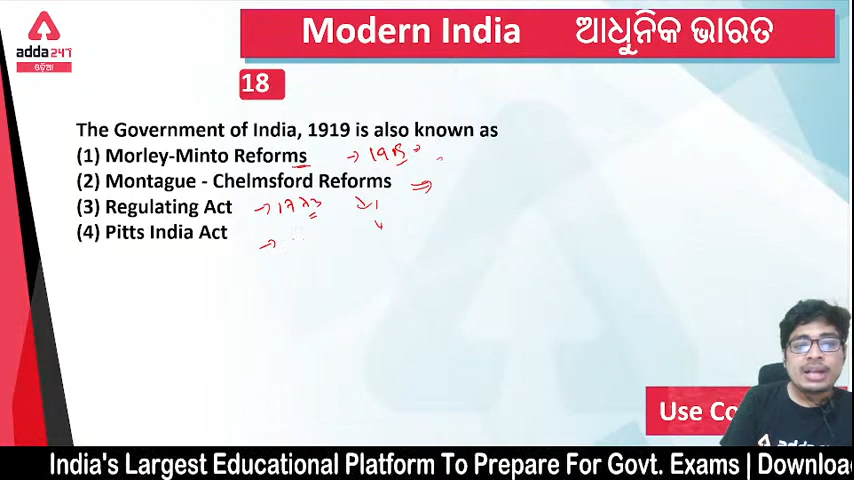 adda247
ଓଡ଼ିଆ
Modern India ଆଧୁନିକ ଭାରତ
18
The Government of India, 1919 is also known as
(1) Morley-Minto Reforms
(2) Montague - Chelmsford Reforms
(3) Regulating Act → 1773
(4) Pitts India Act
Use Co
adda
India's Largest Educational Platform To Prepare For Govt. Exams | Downloa